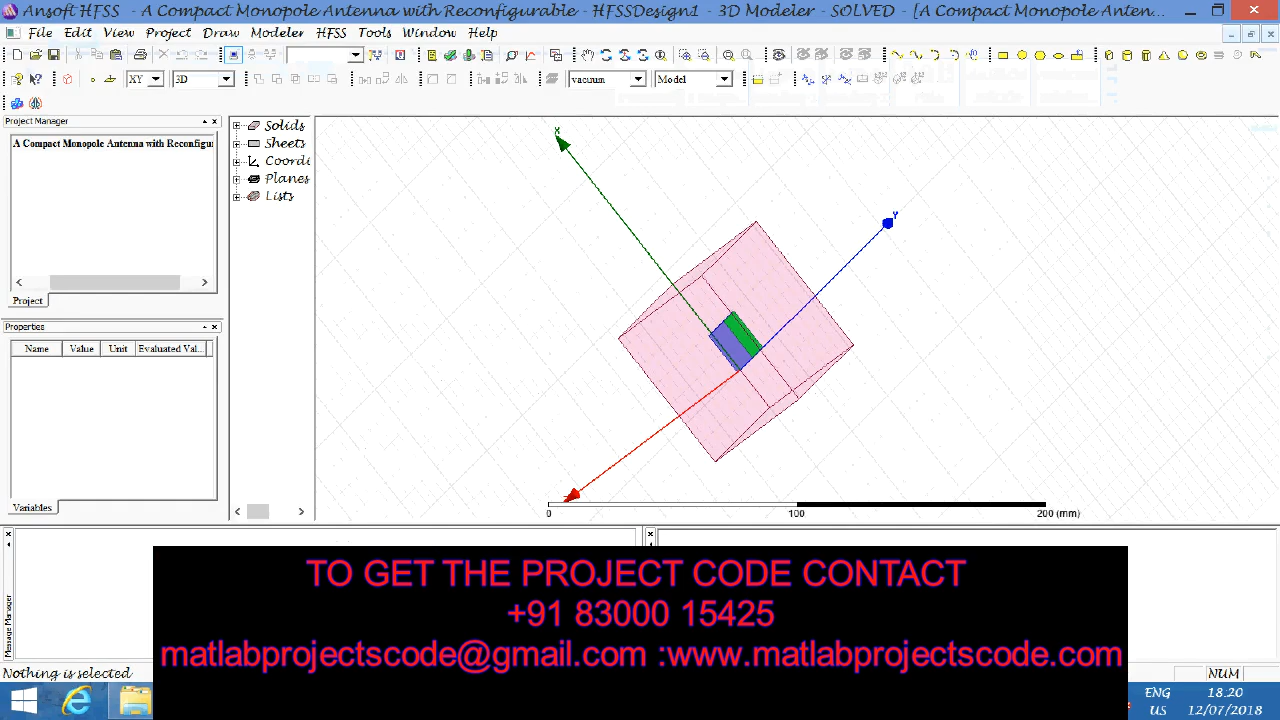 Ansoft HFSS - A Compact Monopole Antenna with Reconfigurable - HFSSDesign1 - 3D Modeler - SOLVED - [A Compact Monopole Anten...
File Edit View Project Draw Modeler HFSS Tools Window Help
XY 3D vacuum Model
Project Manager
A Compact Monopole Antenna with Reconfigu
Project
Properties
Name Value Unit Evaluated Val...
Variables
Solids
Sheets
Coordi
Planes
Lists
X
Y
0 100 200 (mm)
Message Manager
TO GET THE PROJECT CODE CONTACT
+91 83000 15425
matlabprojectscode@gmail.com :www.matlabprojectscode.com
Nothing is selected
NUM
ENG 18.20
US 12/07/2018